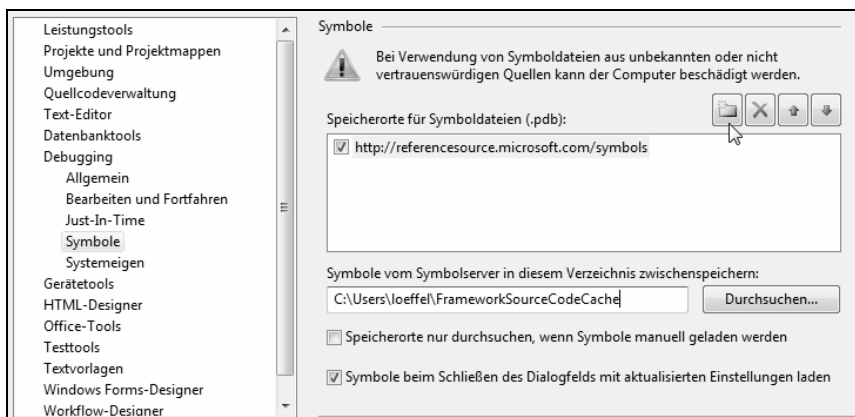 Leistungstools
Projekte und Projektmappen
Umgebung
Quellcodeverwaltung
Text-Editor
Datenbanktools
Debugging
Allgemein
Bearbeiten und Fortfahren
Just-In-Time
Symbole
Systemeigen
Gerätetools
HTML-Designer
Office-Tools
Testtools
Textvorlagen
Windows Forms-Designer
Workflow-Designer
Symbole
Bei Verwendung von Symboldateien aus unbekannten oder nicht
vertrauenswürdigen Quellen kann der Computer beschädigt werden.
Speicherorte für Symboldateien (.pdb):
http://referencesource.microsoft.com/symbols
Symbole vom Symbolserver in diesem Verzeichnis zwischenspeichern:
C:\Users\loeffel\FrameworkSourceCodeCache
Durchsuchen...
Speicherorte nur durchsuchen, wenn Symbole manuell geladen werden
Symbole beim Schließen des Dialogfelds mit aktualisierten Einstellungen laden